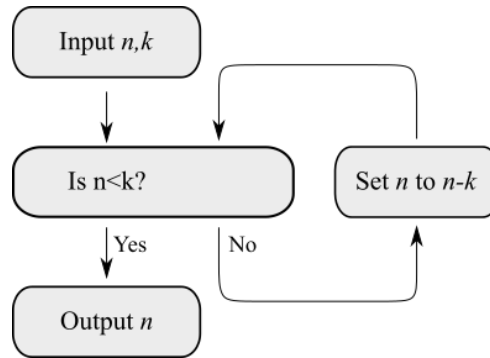 Input n,k
Is n<k?
Set n to n-k
Yes
No
Output n